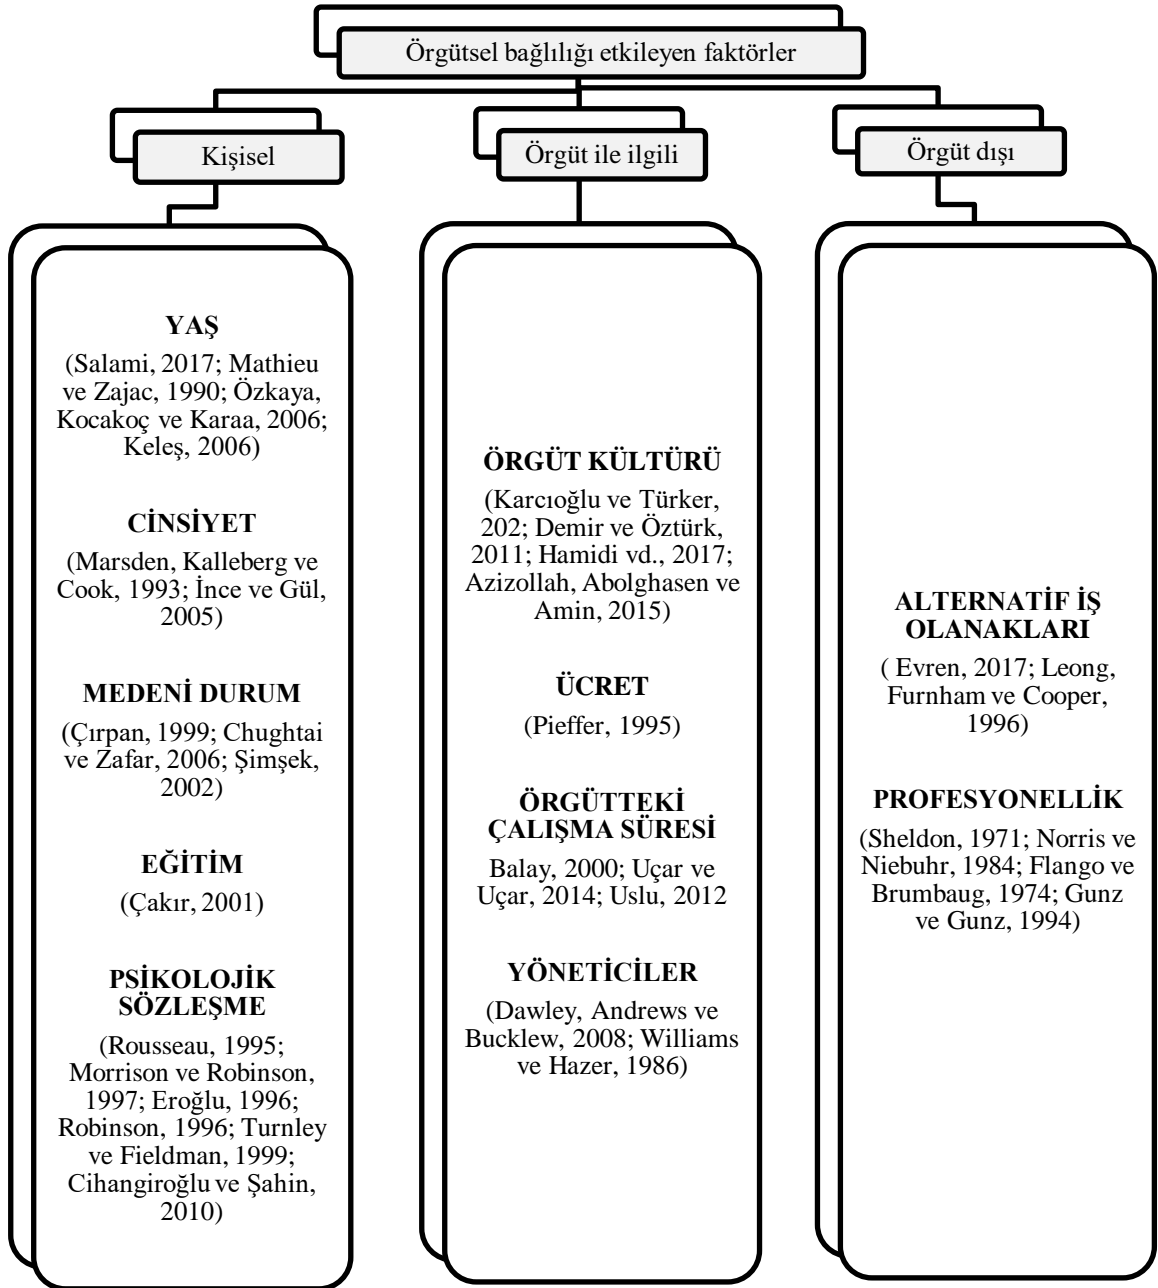 Örgütsel bağlılığı etkileyen faktörler
Kişisel
Örgüt ile ilgili
Örgüt dışı
YAŞ
(Salami, 2017; Mathieu
ve Zajac, 1990; Özkaya,
Kocakoç ve Karaa, 2006;
Keleş, 2006)
CİNSİYET
(Marsden, Kalleberg ve
Cook, 1993; İnce ve Gül,
2005)
MEDENİ DURUM
(Çırpan, 1999; Chughtai
ve Zafar, 2006; Şimşek,
2002)
EĞİTİM
(Çakır, 2001)
PSİKOLOJİK
SÖZLEŞME
(Rousseau, 1995;
Morrison ve Robinson,
1997; Eroğlu, 1996;
Robinson, 1996; Turnley
ve Fieldman, 1999;
Cihangiroğlu ve Şahin,
2010)
ÖRGÜT KÜLTÜRÜ
(Karcıoğlu ve Türker,
202; Demir ve Öztürk,
2011; Hamidi vd., 2017;
Azizollah, Abolghasen ve
Amin, 2015)
ÜCRET
(Pieffer, 1995)
ÖRGÜTTEKİ
ÇALIŞMA SÜRESİ
Balay, 2000; Uçar ve
Uçar, 2014; Uslu, 2012
YÖNETİCİLER
(Dawley, Andrews ve
Bucklew, 2008; Williams
ve Hazer, 1986)
ALTERNATİF İŞ
OLANAKLARI
( Evren, 2017; Leong,
Furnham ve Cooper,
1996)
PROFESYONELLİK
(Sheldon, 1971; Norris ve
Niebuhr, 1984; Flango ve
Brumbaug, 1974; Gunz
ve Gunz, 1994)